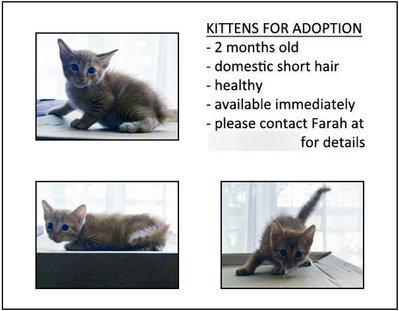 KITTENS FOR ADOPTION
- 2 months old
- domestic short hair
- healthy
- available immediately
- please contact Farah at
for details